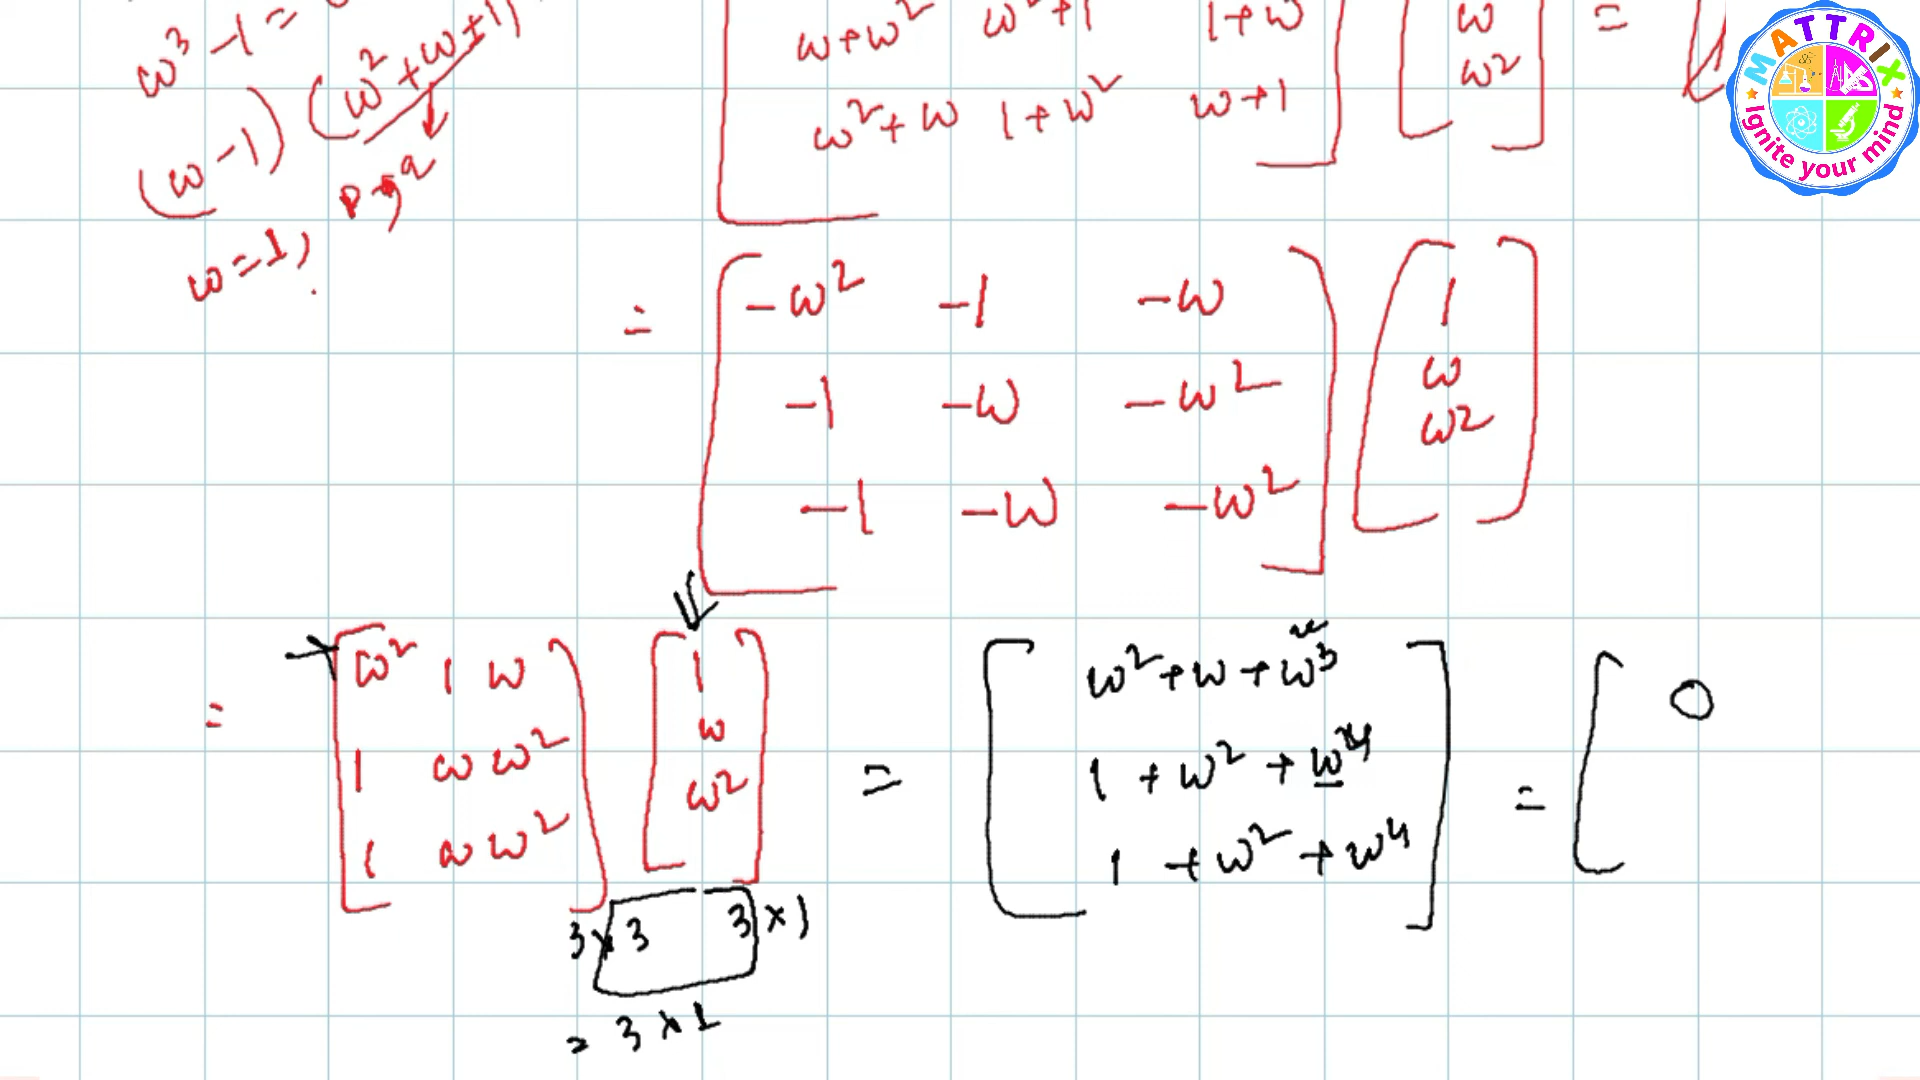 ω³ - 1 =
(ω - 1) (ω² + ω + 1)
ω = 1,
ω+ω² ω²+1 1+ω ω =
ω²+ω 1+ω² ω+1 ω²
= -ω² -1 -ω 1
-1 -ω -ω² ω
-1 -ω -ω² ω²
= ω² 1 ω 1 = ω²+ω+ω³ = 0
1 ω ω² ω 1+ω²+ω⁴
1 ω ω² ω² 1+ω²+ω⁴
3×3 3×1
= 3×1
MATTRIX
Ignite your mind